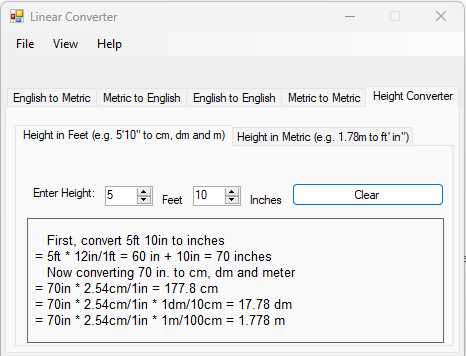 Linear Converter
File View Help
English to Metric Metric to English English to English Metric to Metric Height Converter
Height in Feet (e.g. 5'10" to cm, dm and m) Height in Metric (e.g. 1.78m to ft' in")
Enter Height: 5 Feet 10 Inches Clear
First, convert 5ft 10in to inches
= 5ft * 12in/1ft = 60 in + 10in = 70 inches
Now converting 70 in. to cm, dm and meter
= 70in * 2.54cm/1in = 177.8 cm
= 70in * 2.54cm/1in * 1dm/10cm = 17.78 dm
= 70in * 2.54cm/1in * 1m/100cm = 1.778 m